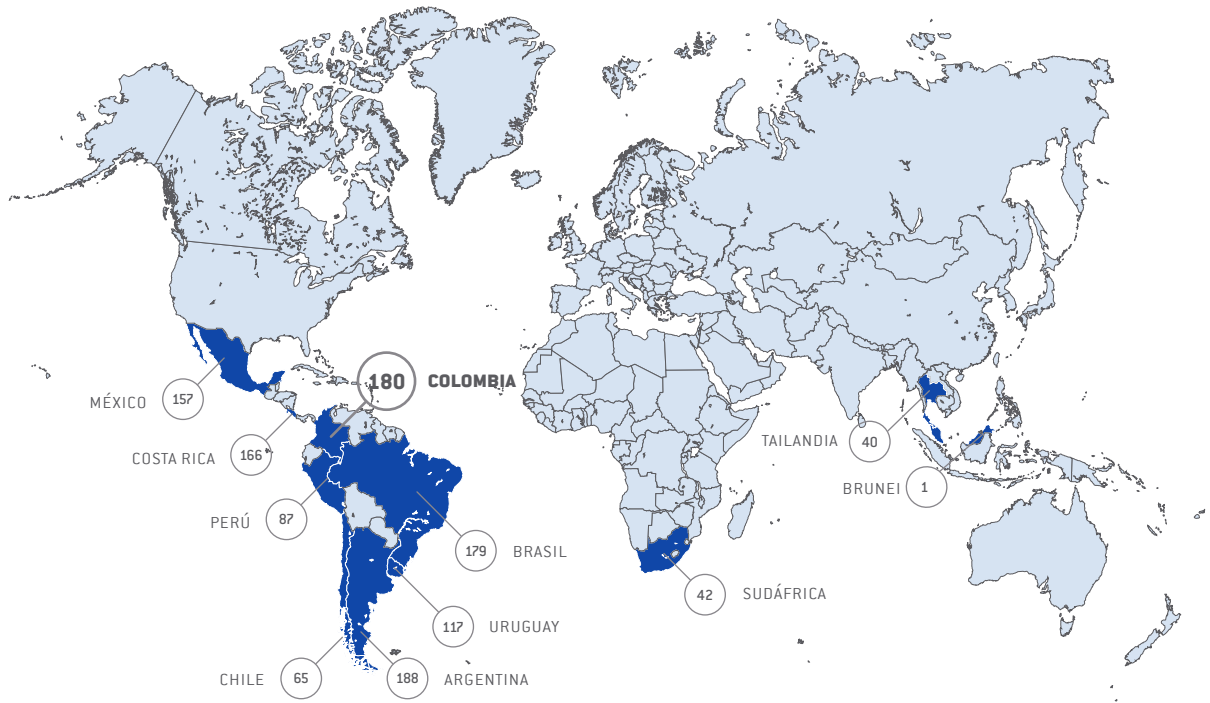 180 COLOMBIA
MÉXICO 157
COSTA RICA 166
TAILANDIA 40
BRUNEI 1
PERÚ 87
179 BRASIL
42 SUDÁFRICA
117 URUGUAY
CHILE 65
188 ARGENTINA